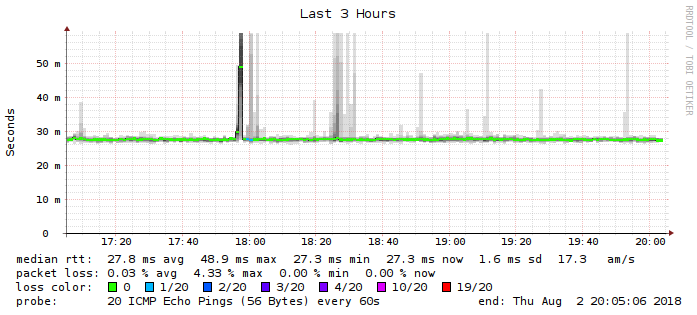 Last 3 Hours
RRDTOOL / TOBI OETIKER
Seconds
50 m
40 m
30 m
20 m
10 m
0
17:20 17:40 18:00 18:20 18:40 19:00 19:20 19:40 20:00
median rtt: 27.8 ms avg 48.9 ms max 27.3 ms min 27.3 ms now 1.6 ms sd 17.3 am/s
packet loss: 0.03 % avg 4.33 % max 0.00 % min 0.00 % now
loss color: 0 1/20 2/20 3/20 4/20 10/20 19/20
probe: 20 ICMP Echo Pings (56 Bytes) every 60s end: Thu Aug 2 20:05:06 2018